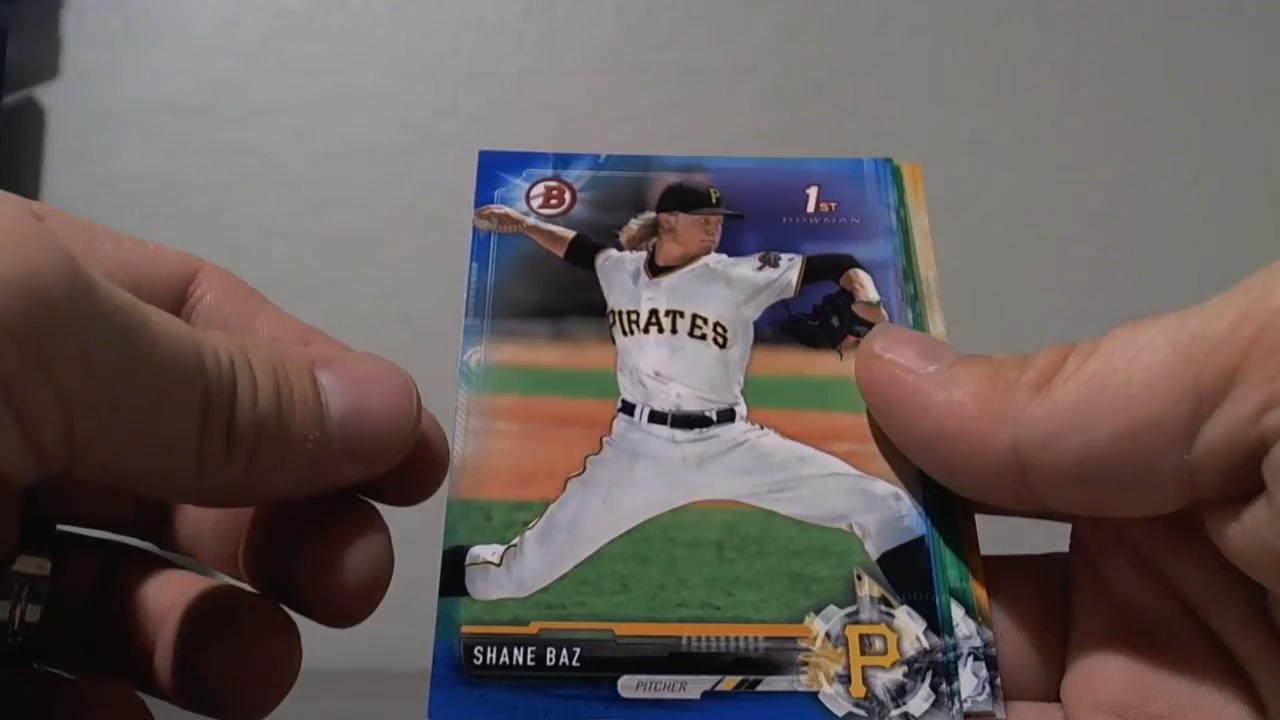 B
1ST
BOWMAN
P
PIRATES
SHANE BAZ
P
PITCHER